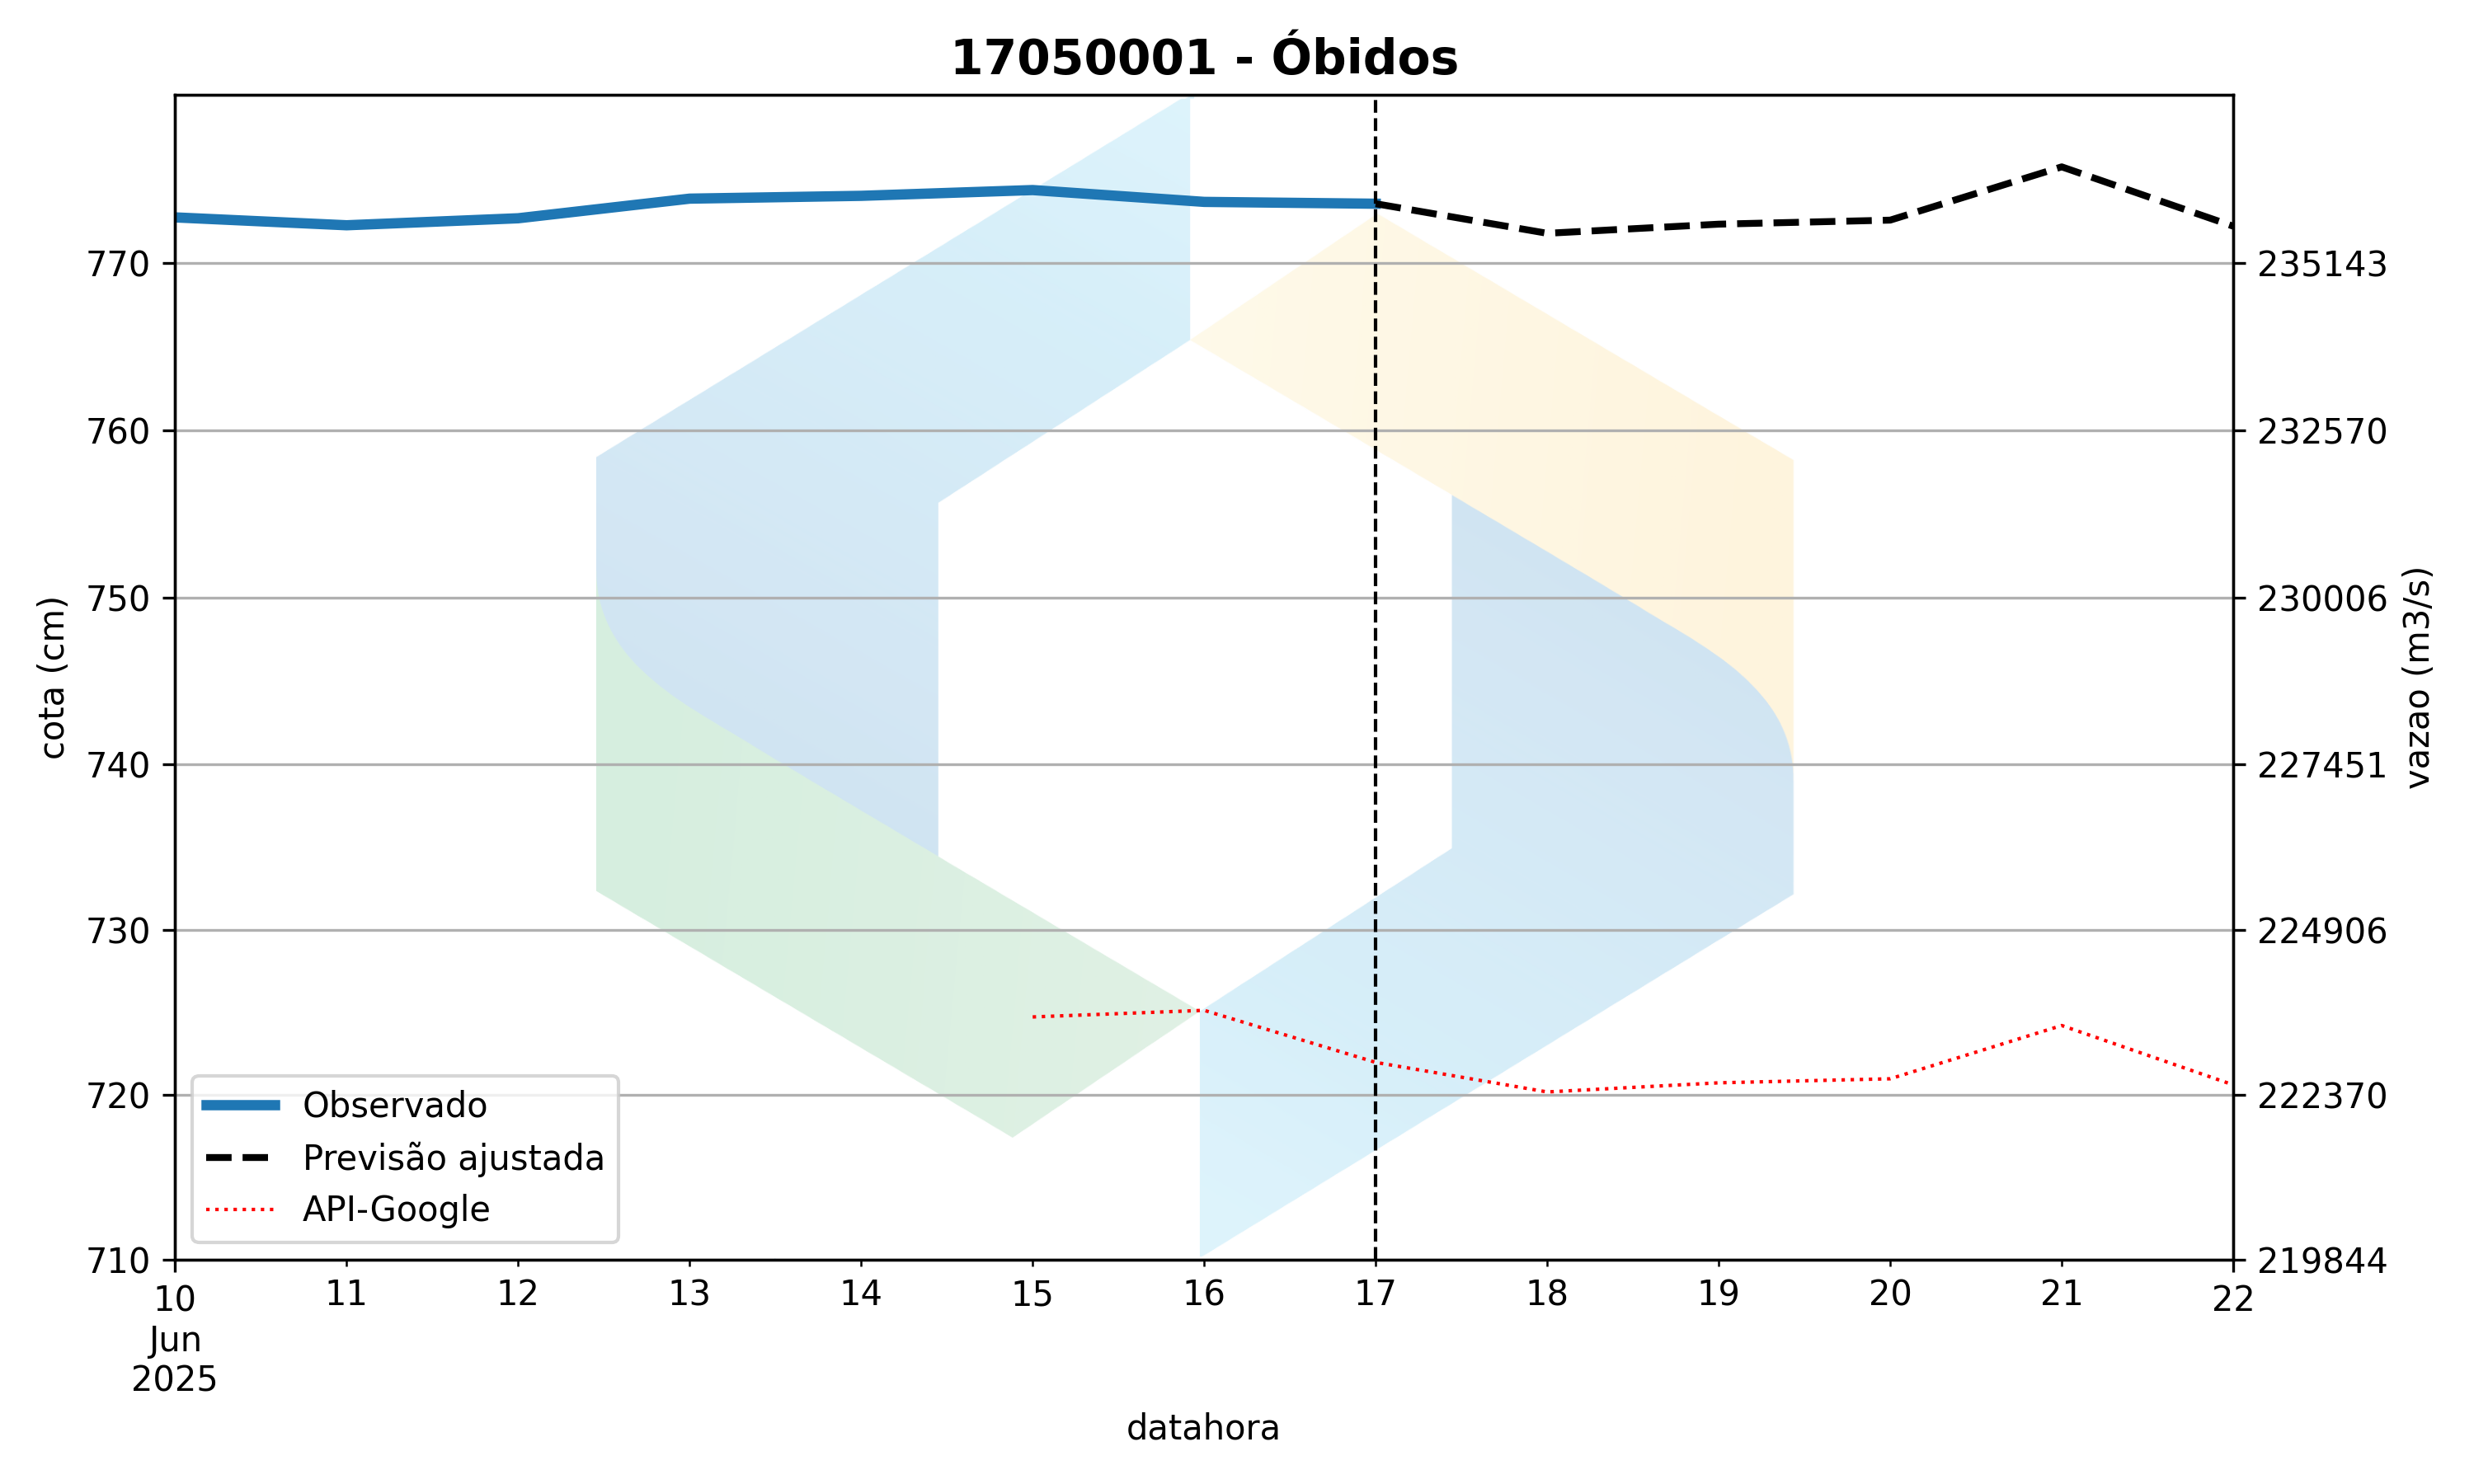 17050001 - Óbidos
770
760
750
740
730
720
710
cota (cm)
235143
232570
230006
227451
224906
222370
219844
vazao (m3/s)
Observado
Previsão ajustada
API-Google
10 11 12 13 14 15 16 17 18 19 20 21 22
Jun
2025
datahora